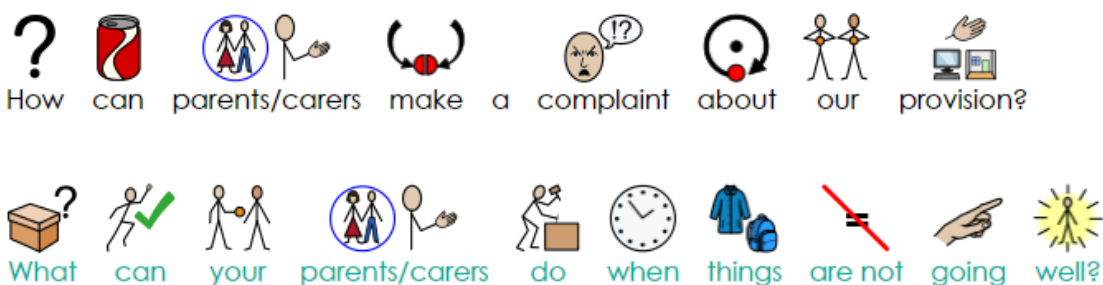 How can parents/carers make a complaint about our provision?
What can your parents/carers do when things are not going well?